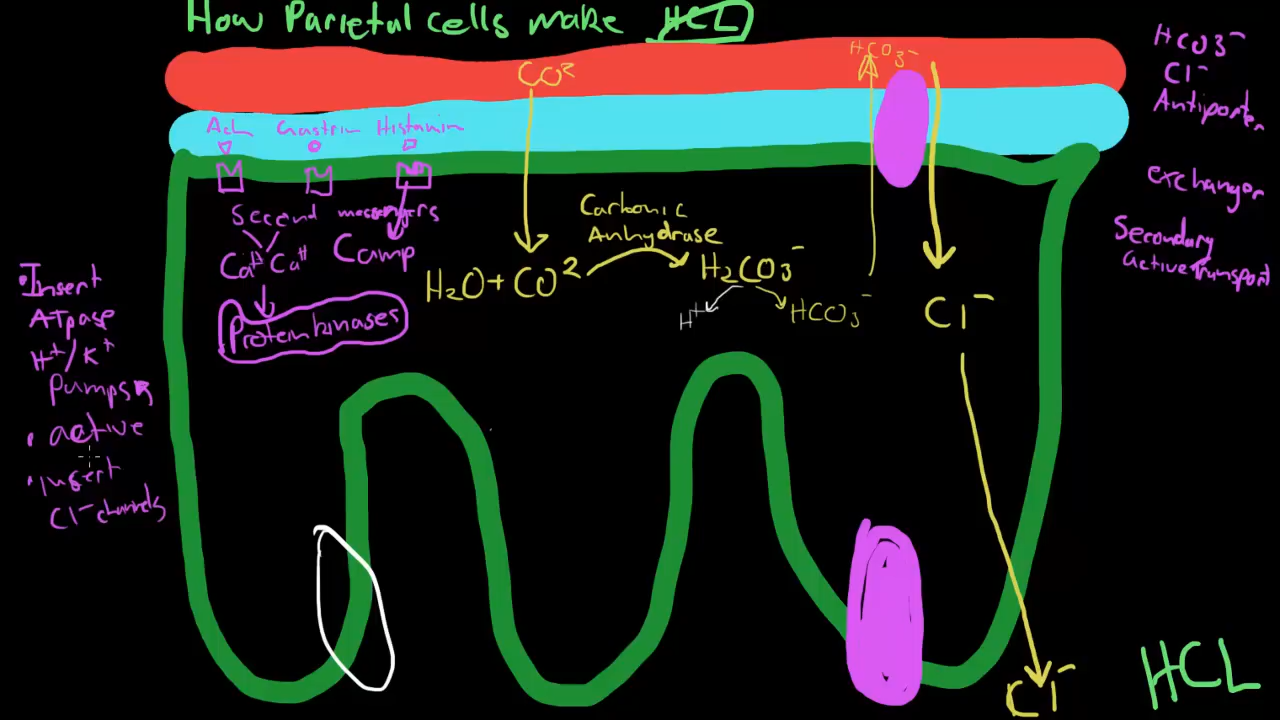 How Parietal cells make HCL
CO²
HCO₃⁻
HCO3⁻
Cl⁻
Antiporter
exchanger
Secondary
active Transport
Ach Gastrin Histamin
Second messengers
Ca⁺⁺ Ca⁺⁺ Camp
Protein kinases
Carbonic
Anhydrase
H₂O + CO² H₂CO₃⁻
H⁺ HCO₃⁻
Cl⁻
• Insert
ATpase
H⁺/K⁺
Pumps
• active
• Insert
Cl⁻ channels
Cl⁻
HCL